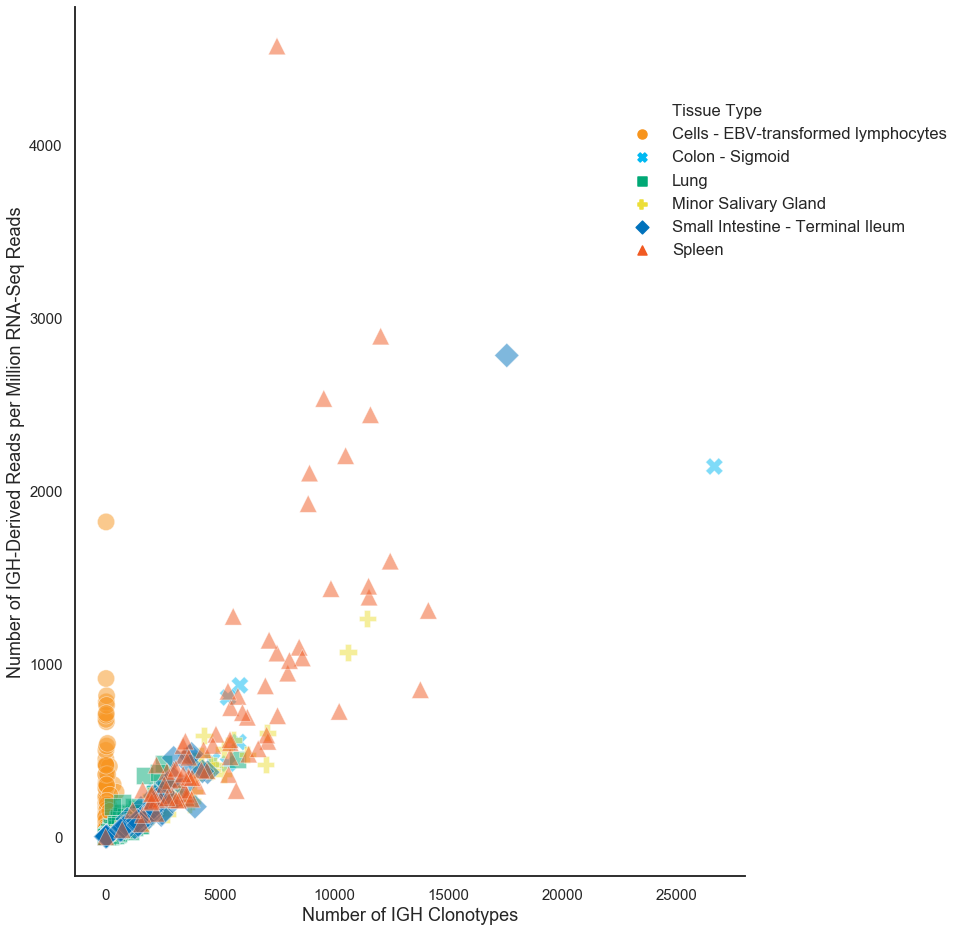 Number of IGH-Derived Reads per Million RNA-Seq Reads
4000
3000
2000
1000
0
Tissue Type
Cells - EBV-transformed lymphocytes
Colon - Sigmoid
Lung
Minor Salivary Gland
Small Intestine - Terminal Ileum
Spleen
0 5000 10000 15000 20000 25000
Number of IGH Clonotypes